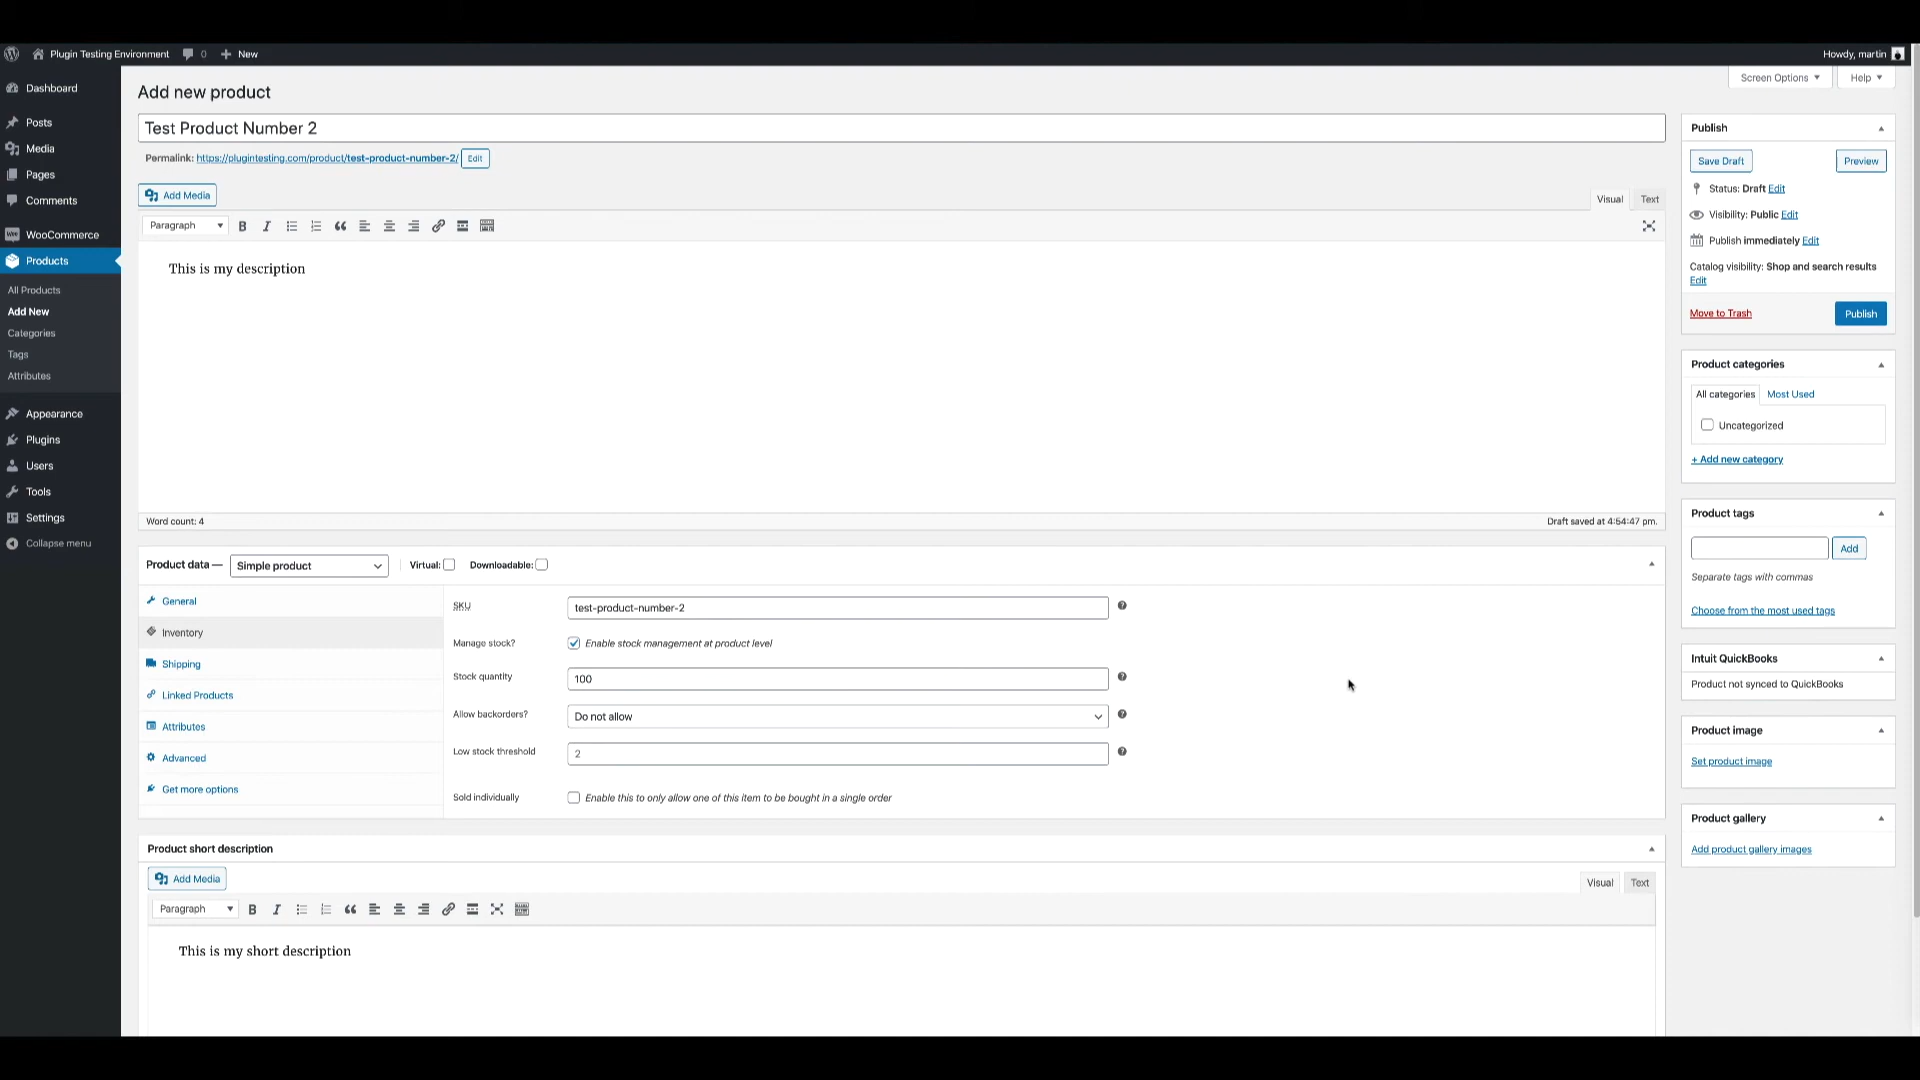 Plugin Testing Environment 0 New Howdy, martin
Screen Options Help
Dashboard
Posts
Media
Pages
Comments
WooCommerce
Products
All Products
Add New
Categories
Tags
Attributes
Appearance
Plugins
Users
Tools
Settings
Collapse menu
Add new product
Test Product Number 2
Permalink: https://plugintesting.com/product/test-product-number-2/ Edit
Add Media
Visual Text
Paragraph B I
This is my description
Word count: 4 Draft saved at 4:54:47 pm.
Product data — Simple product Virtual: Downloadable:
General
Inventory
Shipping
Linked Products
Attributes
Advanced
Get more options
SKU test-product-number-2
Manage stock? Enable stock management at product level
Stock quantity 100
Allow backorders? Do not allow
Low stock threshold 2
Sold individually Enable this to only allow one of this item to be bought in a single order
Product short description
Add Media
Visual Text
Paragraph B I
This is my short description
Publish
Save Draft Preview
Status: Draft Edit
Visibility: Public Edit
Publish immediately Edit
Catalog visibility: Shop and search results
Edit
Move to Trash Publish
Product categories
All categories Most Used
Uncategorized
+ Add new category
Product tags
Add
Separate tags with commas
Choose from the most used tags
Intuit QuickBooks
Product not synced to QuickBooks
Product image
Set product image
Product gallery
Add product gallery images